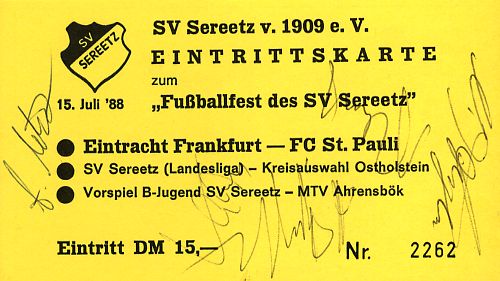 SV Sereetz v. 1909 e. V.
SV
SEREETZ
EINTRITTSKARTE
zum
15. Juli '88
„Fußballfest des SV Sereetz”
Eintracht Frankfurt — FC St. Pauli
SV Sereetz (Landesliga) – Kreisauswahl Ostholstein
Vorspiel B-Jugend SV Sereetz – MTV Ahrensbök
Eintritt DM 15,— Nr. 2262